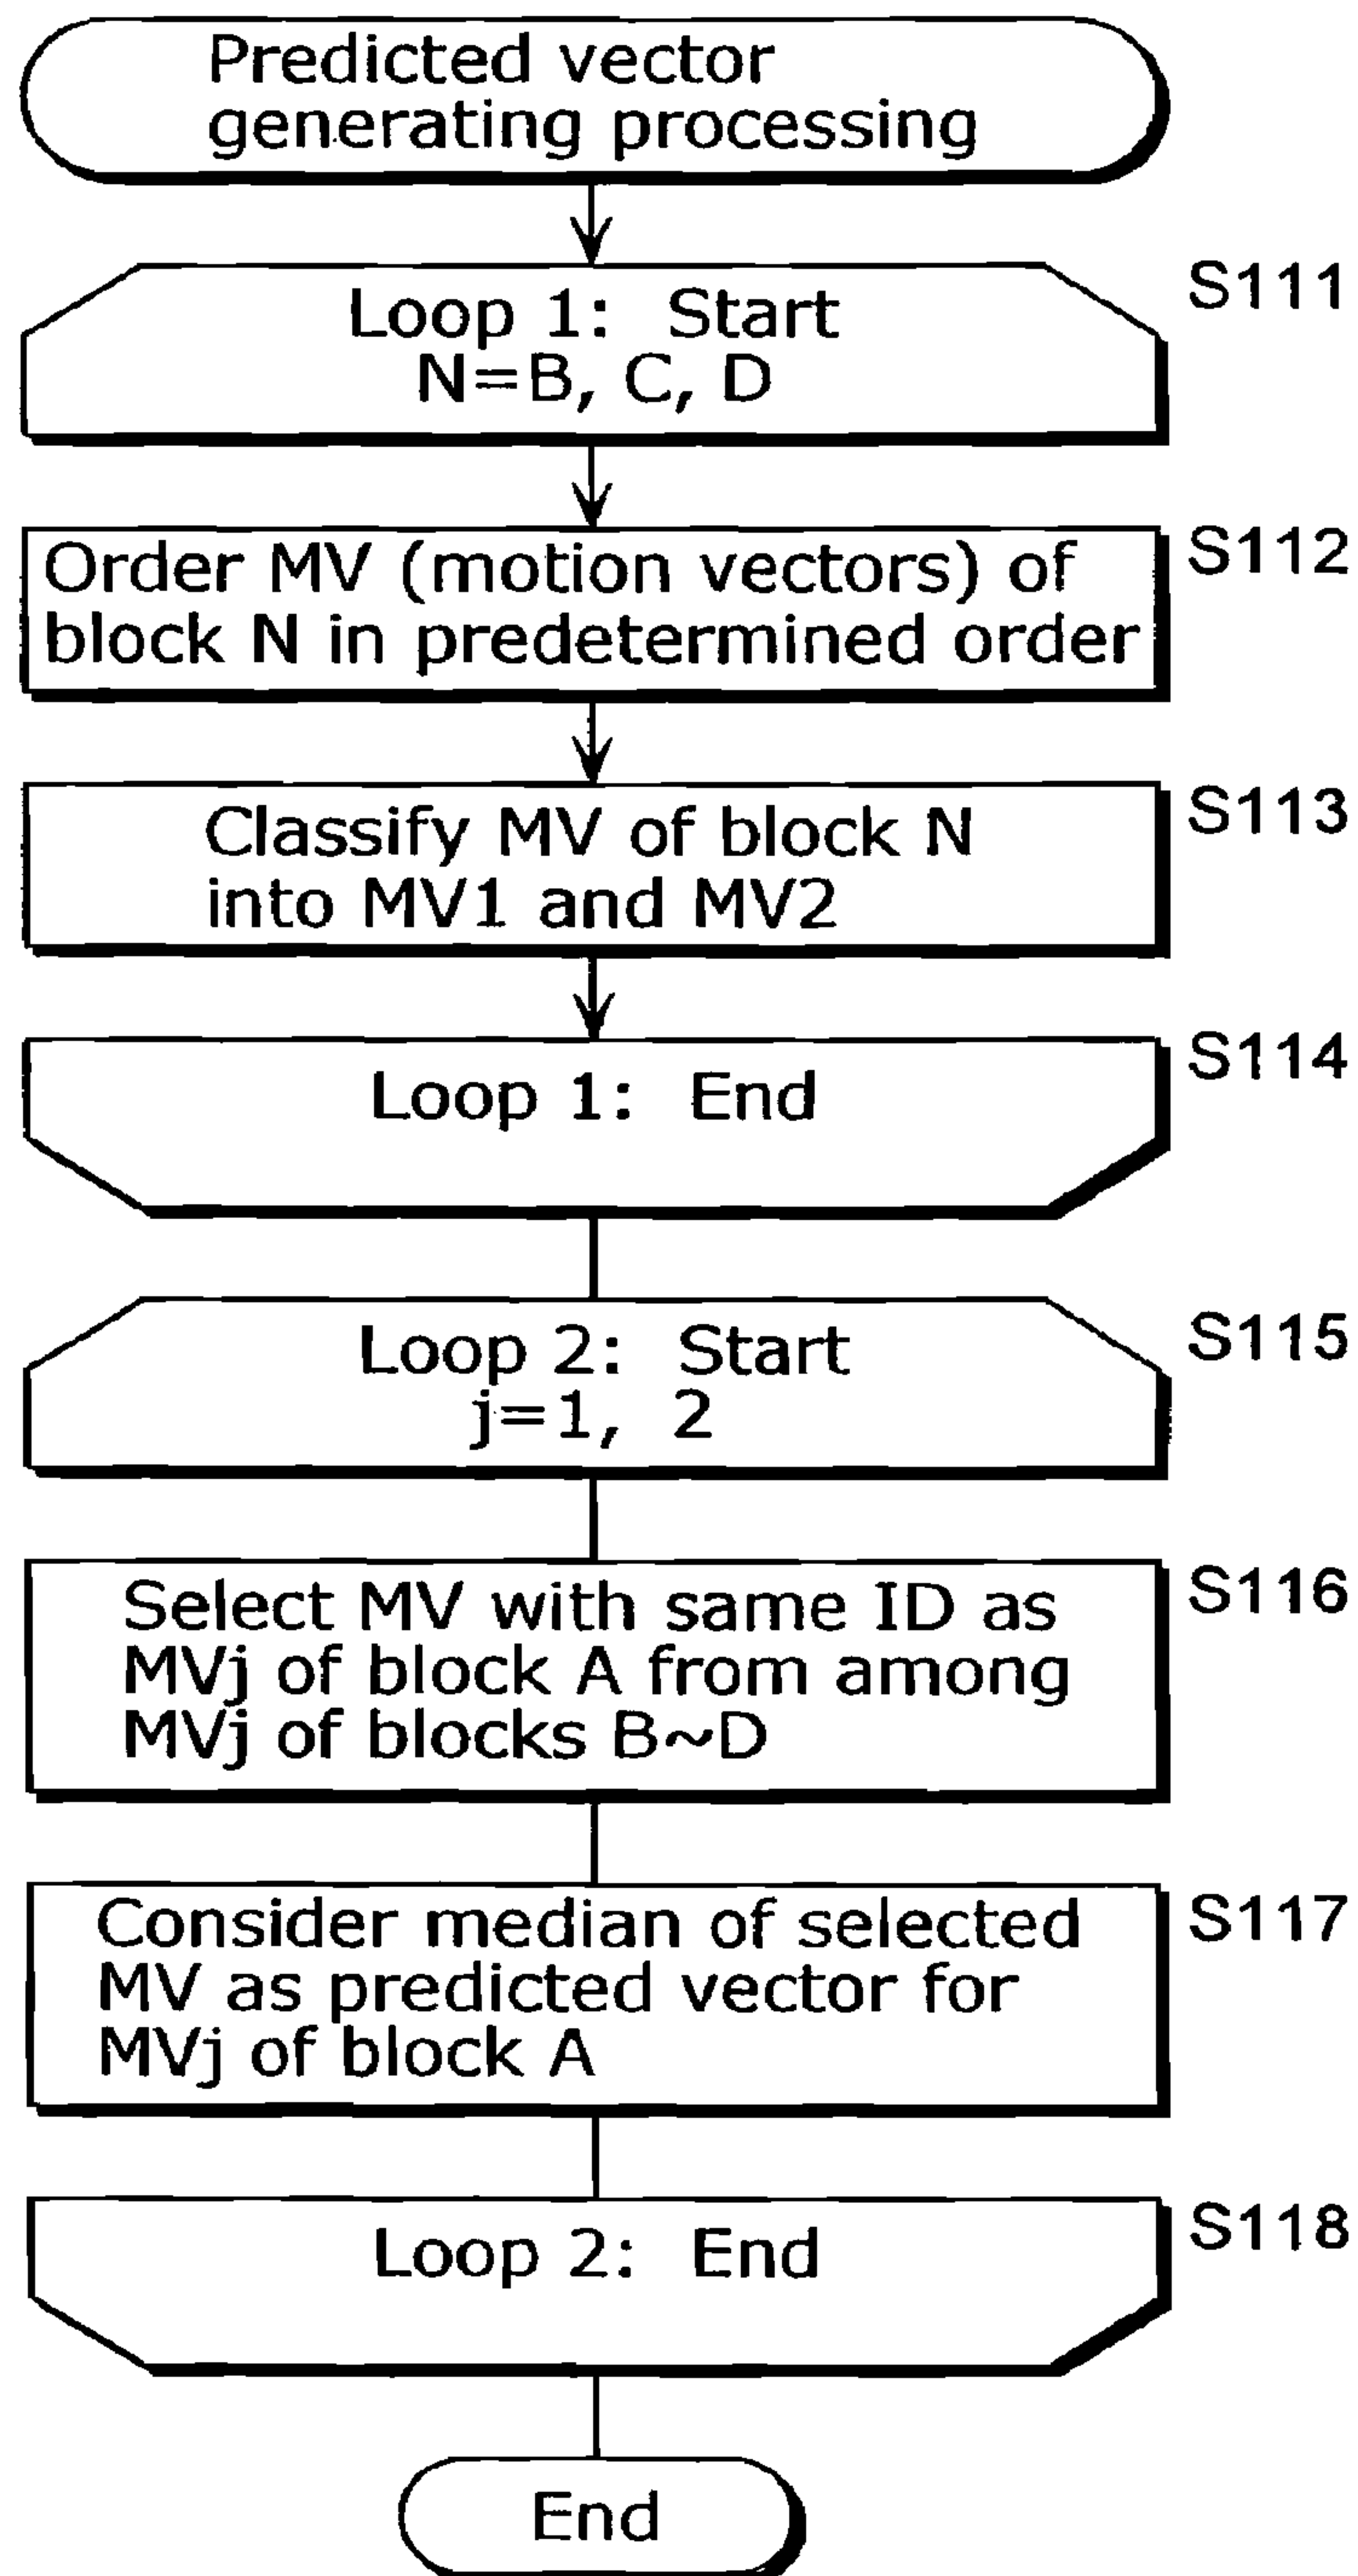 Predicted vector
generating processing
Loop 1: Start
N=B, C, D
S111
Order MV (motion vectors) of
block N in predetermined order
S112
Classify MV of block N
into MV1 and MV2
S113
Loop 1: End
S114
Loop 2: Start
j=1, 2
S115
Select MV with same ID as
MVj of block A from among
MVj of blocks B~D
S116
Consider median of selected
MV as predicted vector for
MVj of block A
S117
Loop 2: End
S118
End